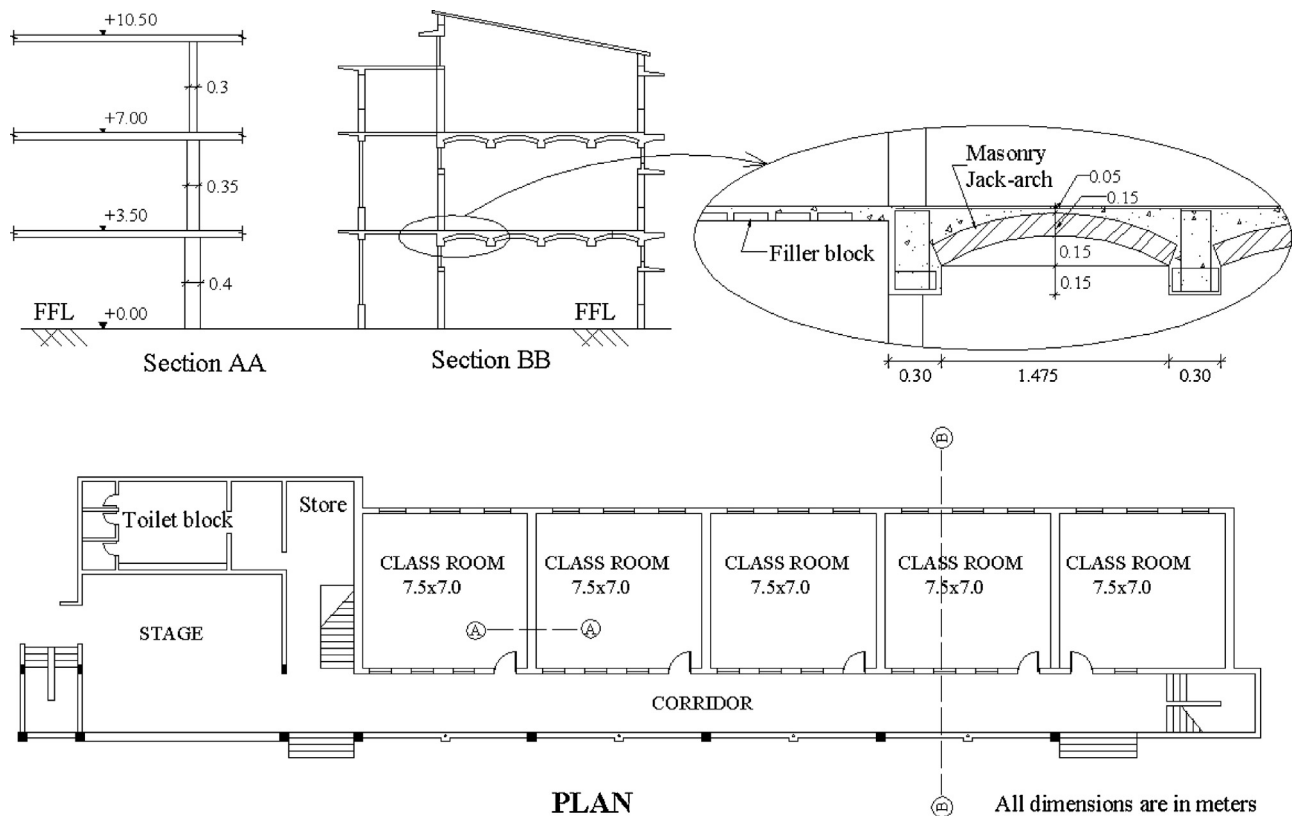 +10.50
0.3
+7.00
0.35
+3.50
0.4
FFL
+0.00
FFL
Section AA
Section BB
Masonry
Jack-arch
0.05
0.15
Filler block
0.15
0.15
0.30
1.475
0.30
B
Toilet block
Store
CLASS ROOM
7.5x7.0
CLASS ROOM
7.5x7.0
CLASS ROOM
7.5x7.0
CLASS ROOM
7.5x7.0
CLASS ROOM
7.5x7.0
STAGE
A
A
CORRIDOR
PLAN
B
All dimensions are in meters